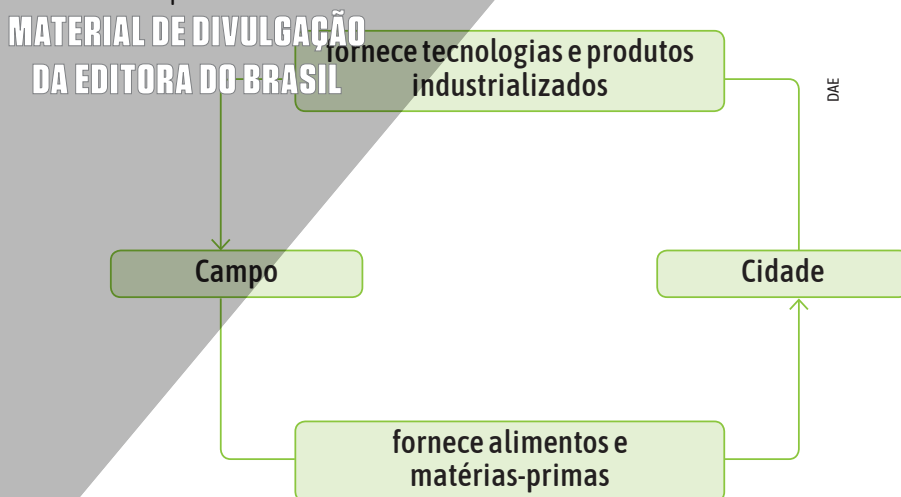 MATERIAL DE DIVULGAÇÃO
DA EDITORA DO BRASIL
fornece tecnologias e produtos
industrializados
DAE
Campo
Cidade
fornece alimentos e
matérias-primas